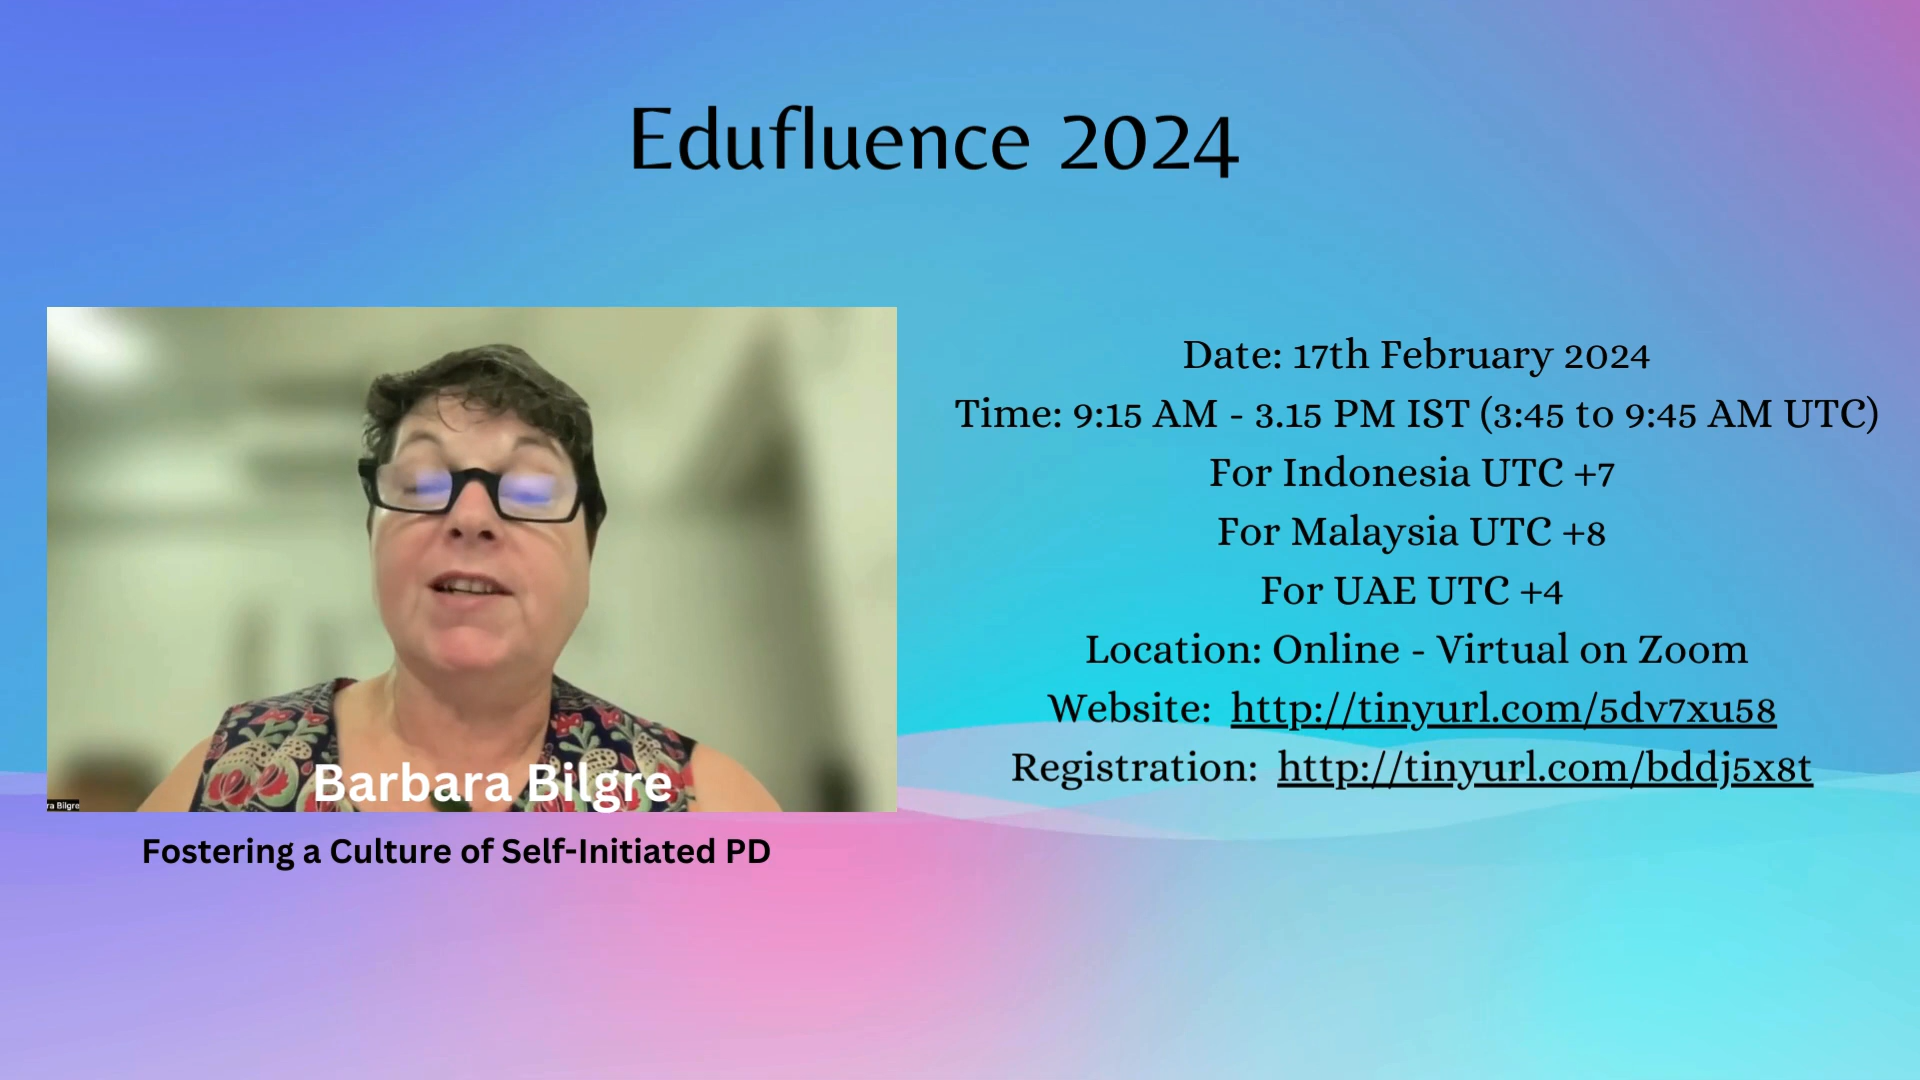 Edufluence 2024
Date: 17th February 2024
Time: 9:15 AM - 3.15 PM IST (3:45 to 9:45 AM UTC)
For Indonesia UTC +7
For Malaysia UTC +8
For UAE UTC +4
Location: Online - Virtual on Zoom
Website: http://tinyurl.com/5dv7xu58
Registration: http://tinyurl.com/bddj5x8t
Barbara Bilgre
ra Bilgre
Fostering a Culture of Self-Initiated PD